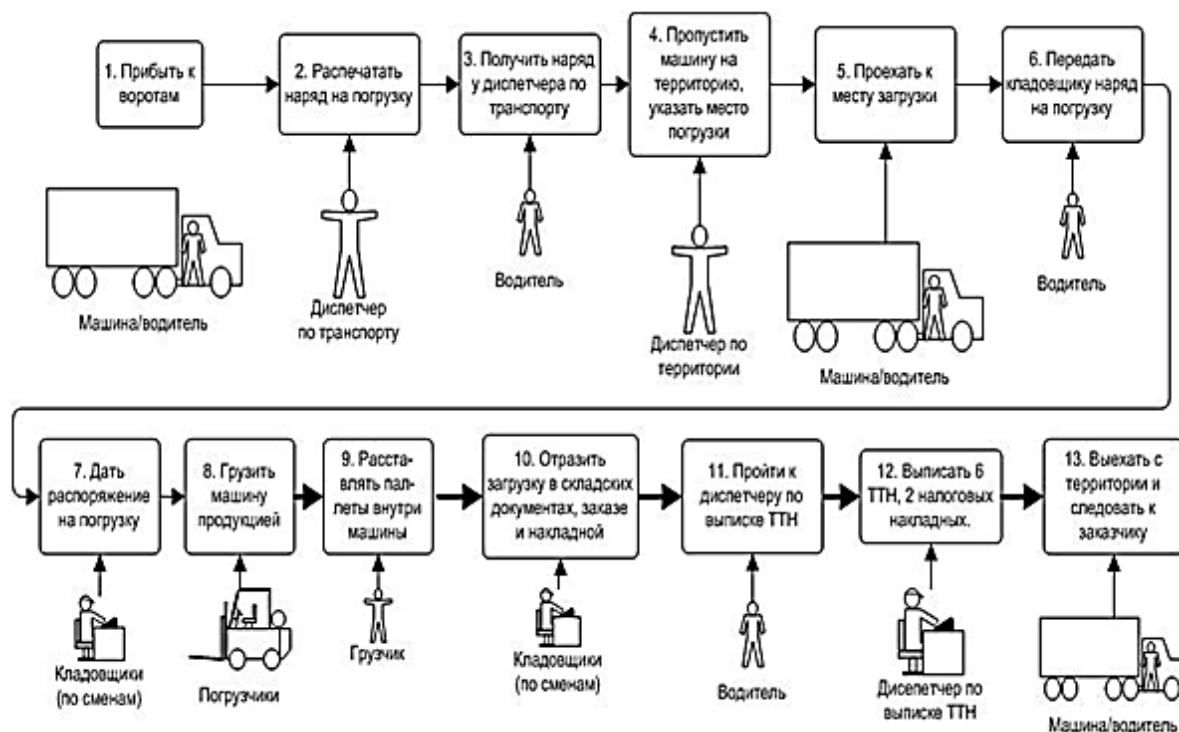 1. Прибыть к
воротам
2. Распечатать
наряд на погрузку
3. Получить наряд
у диспетчера по
транспорту
4. Пропустить
машину на
территорию,
указать место
погрузки
5. Проехать к
месту загрузки
6. Передать
кладовщику наряд
на погрузку
Машина/водитель
Диспетчер
по транспорту
Водитель
Диспетчер по
территории
Машина/водитель
Водитель
7. Дать
распоряжение
на погрузку
8. Грузить
машину
продукцией
9. Расста-
влять пал-
леты внутри
машины
10. Отразить
загрузку в складских
документах, заказе
и накладной
11. Пройти к
диспетчеру по
выписке ТТН
12. Выписать 6
ТТН, 2 налоговых
накладных.
13. Выехать с
территории и
следовать к
заказчику
Кладовщики
(по сменам)
Погрузчики
Грузчик
Кладовщики
(по сменам)
Водитель
Дисепетчер по
выписке ТТН
Машина/водитель